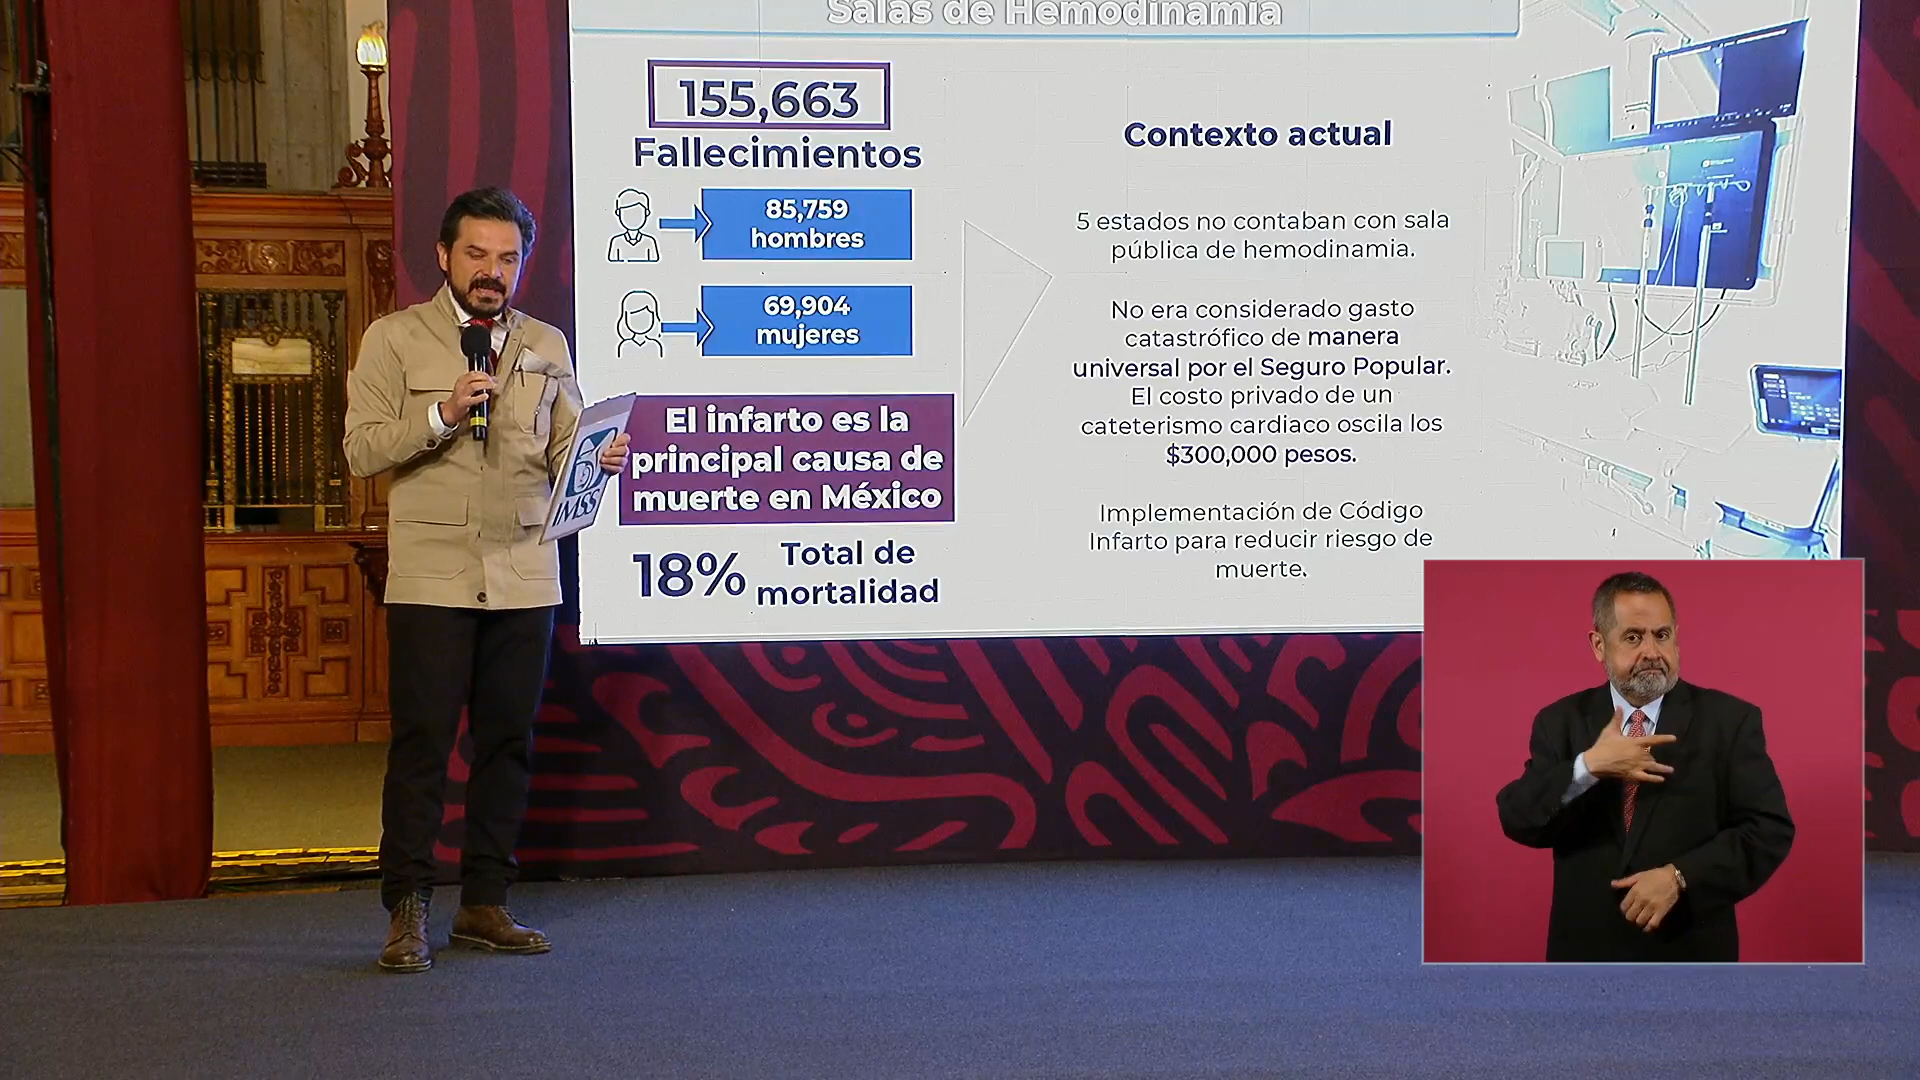 Salas de Hemodinamia
155,663
Fallecimientos
85,759
hombres
69,904
mujeres
El infarto es la
principal causa de
muerte en México
18%
Total de
mortalidad
Contexto actual
5 estados no contaban con sala
pública de hemodinamia.
No era considerado gasto
catastrófico de manera
universal por el Seguro Popular.
El costo privado de un
cateterismo cardiaco oscila los
$300,000 pesos.
Implementación de Código
Infarto para reducir riesgo de
muerte.
IMSS